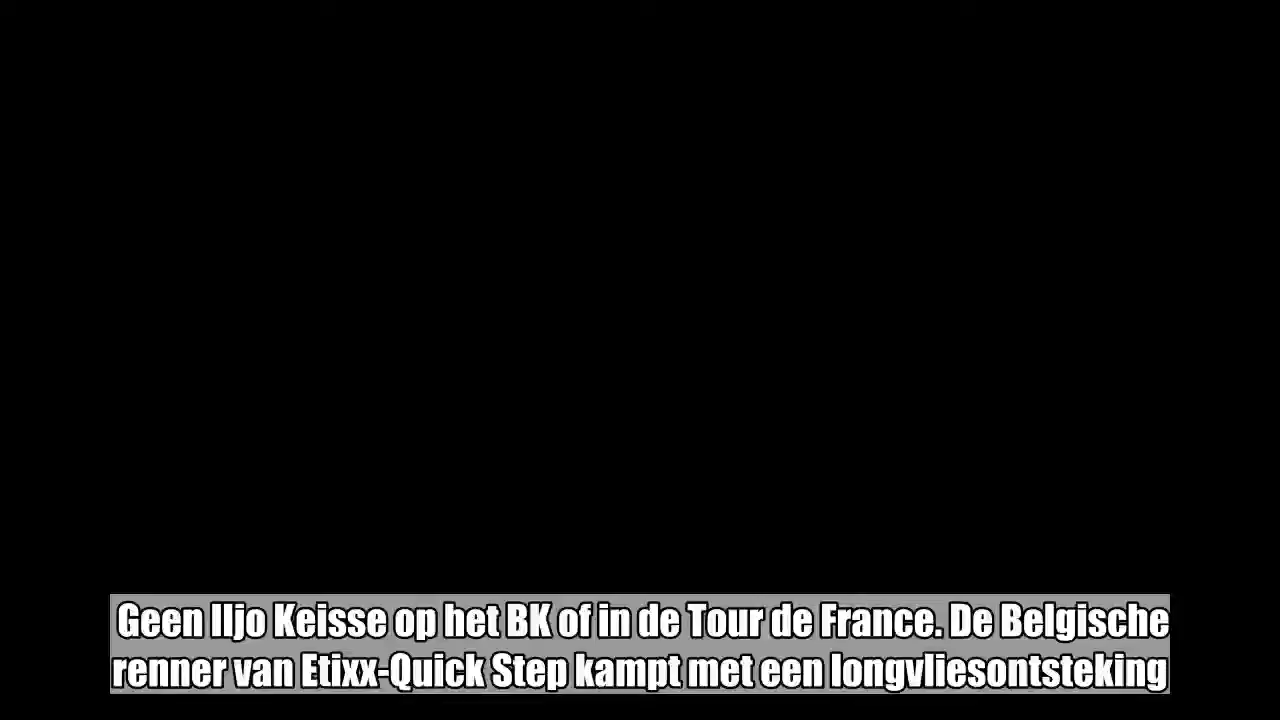 Geen Iljo Keisse op het BK of in de Tour de France. De Belgische
renner van Etixx-Quick Step kampt met een longvliesontsteking